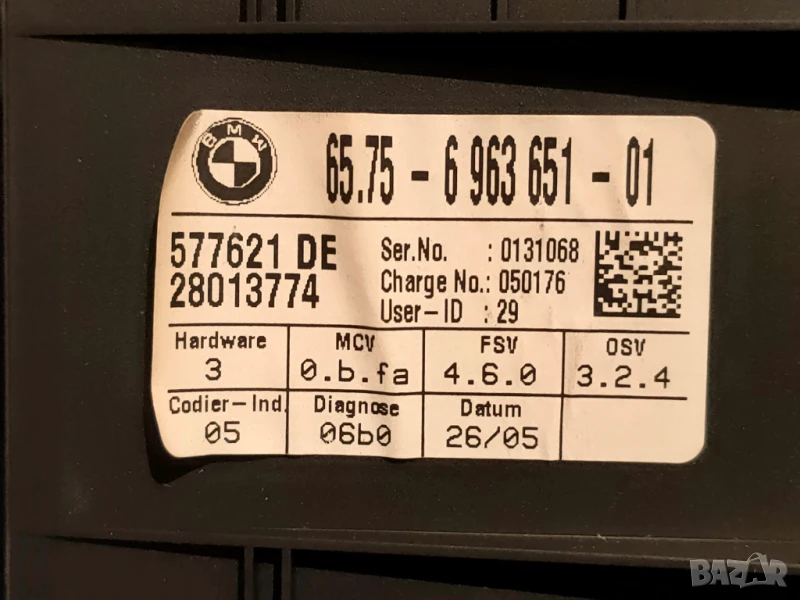 BMW
65.75 - 6 963 651 - 01
577621 DE
28013774
Ser.No. : 0131068
Charge No.: 050176
User-ID : 29
Hardware MCV FSV OSV
3 0.b.fa 4.6.0 3.2.4
Codier-Ind. Diagnose Datum
05 06b0 26/05
BAZAR